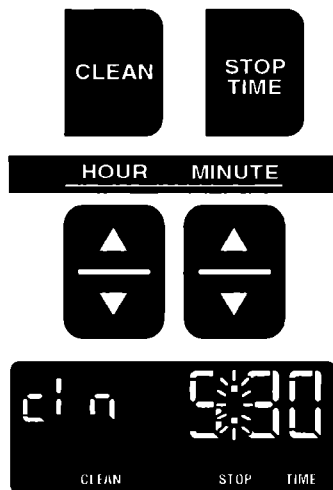 CLEAN STOP
TIME
HOUR MINUTE
cln 5:30
CLEAN STOP TIME